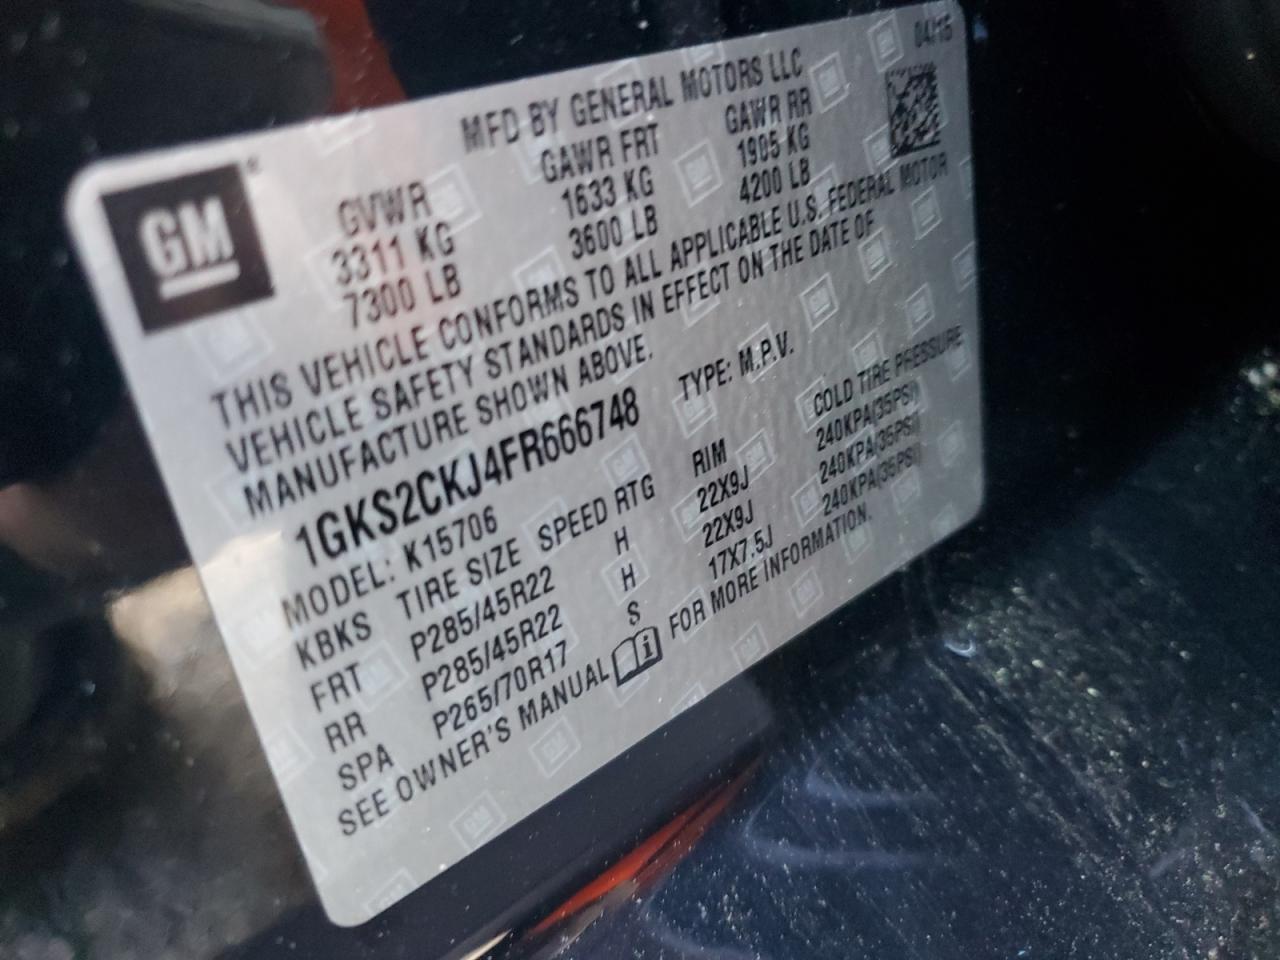 04/15
MFD BY GENERAL MOTORS LLC
GM
GVWR GAWR FRT GAWR RR
3311 KG 1633 KG 1905 KG
7300 LB 3600 LB 4200 LB
THIS VEHICLE CONFORMS TO ALL APPLICABLE U.S. FEDERAL MOTOR
VEHICLE SAFETY STANDARDS IN EFFECT ON THE DATE OF
MANUFACTURE SHOWN ABOVE.
1GKS2CKJ4FR666748 TYPE: M.P.V.
MODEL: K15706
KBKS TIRE SIZE SPEED RTG RIM COLD TIRE PRESSURE
FRT P285/45R22 H 22X9J 240KPA(35PSI)
RR P285/45R22 H 22X9J 240KPA(35PSI)
SPA P265/70R17 S 17X7.5J 240KPA(35PSI)
SEE OWNER'S MANUAL FOR MORE INFORMATION.